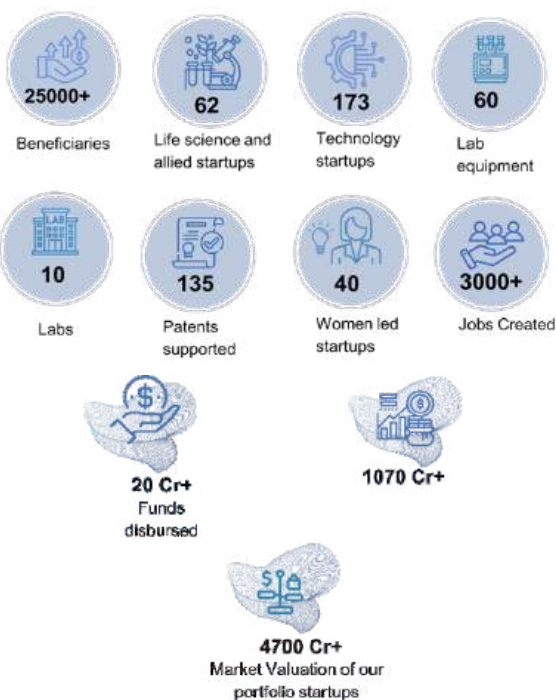 25000+
Beneficiaries
62
Life science and
allied startups
173
Technology
startups
60
Lab
equipment
LAB
10
Labs
135
Patents
supported
40
Women led
startups
3000+
Jobs Created
$
20 Cr+
Funds
disbursed
1070 Cr+
$
4700 Cr+
Market Valuation of our
portfolio startups